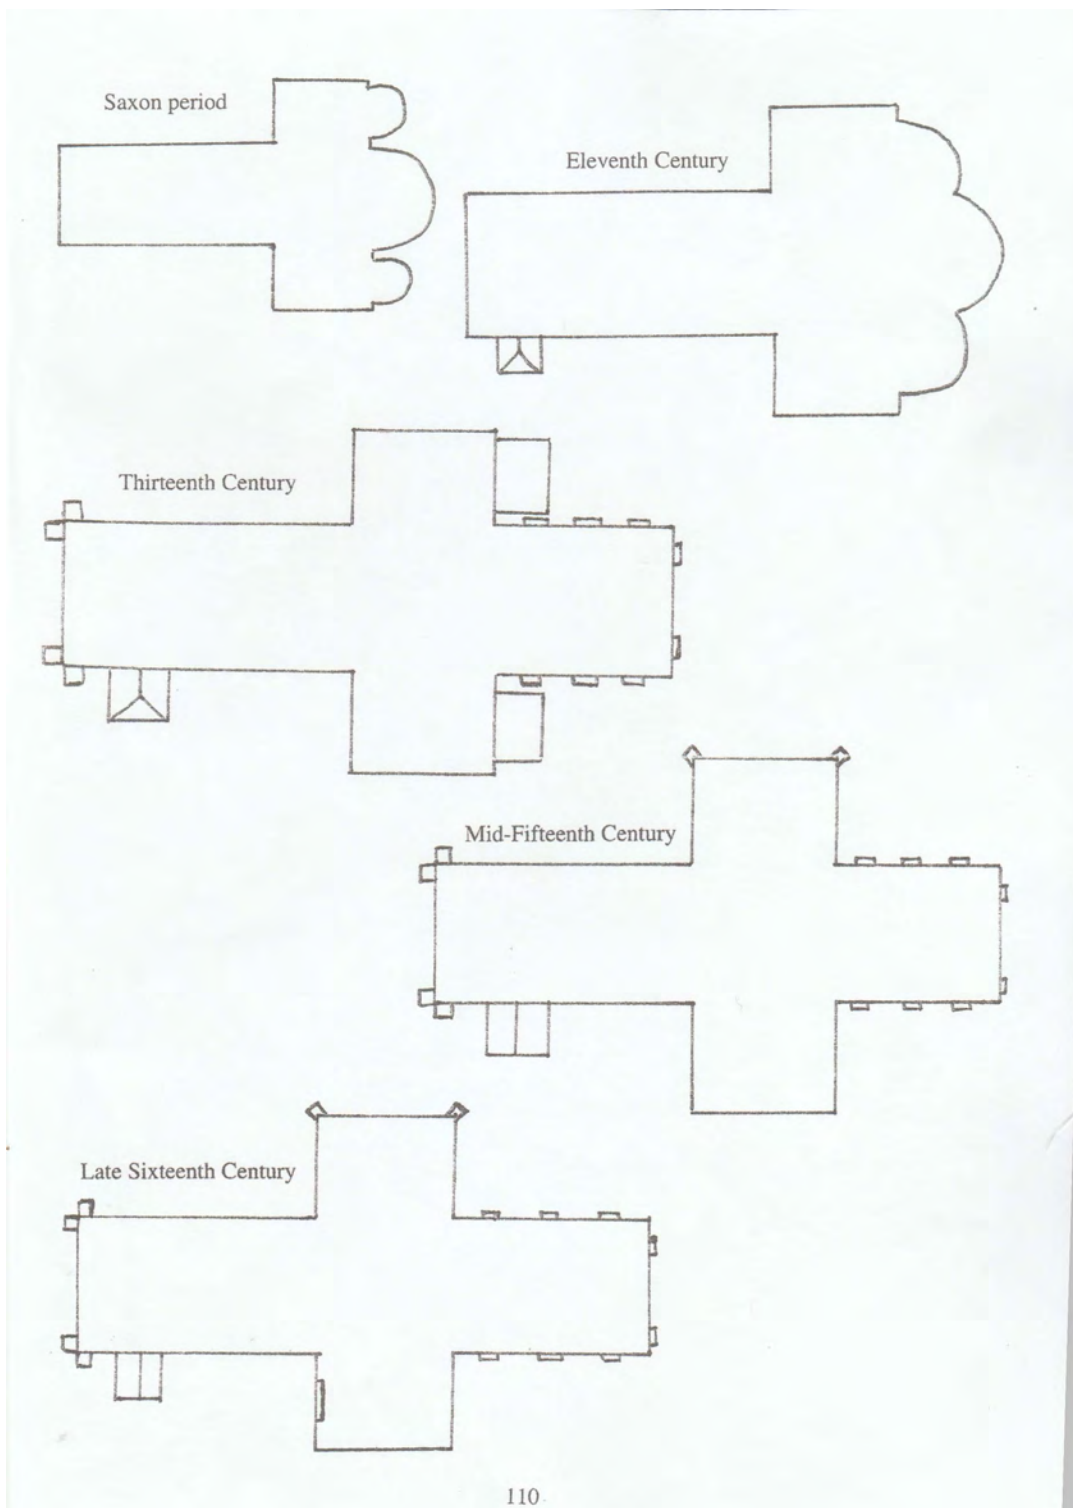 Saxon period
Eleventh Century
Thirteenth Century
Mid-Fifteenth Century
Late Sixteenth Century
110